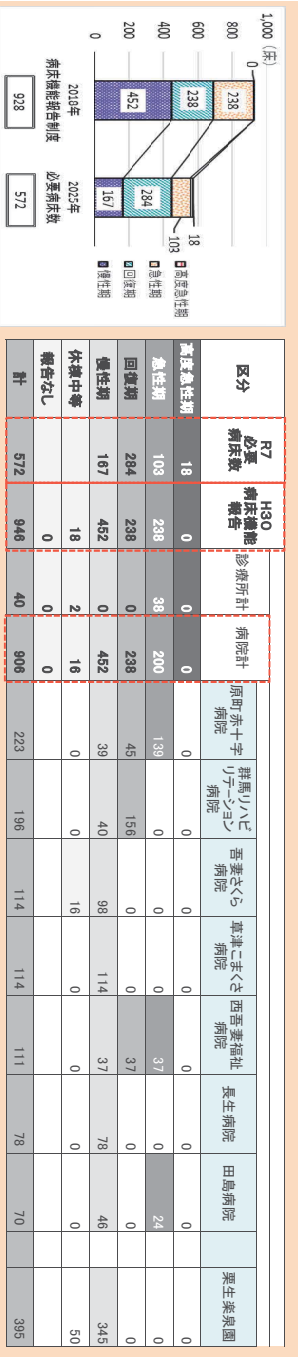 1,000 (床)
800
600
400
200
0
0
238
238
452
18
103
284
167
2018年
病床機能報告制度
2025年
必要病床数
928
572
高度急性期
急性期
回復期
慢性期
区分 R7必要病床数 H30病床機能報告 診療所計 病院計 原町赤十字病院 群馬リハビリテーション病院 吾妻さくら病院 草津こまくさ病院 西吾妻福祉病院 長生病院 田島病院 栗生楽泉園
高度急性期 18 0 0 0 0 0 0 0 0 0 0 0
急性期 103 238 38 200 139 0 0 0 37 0 24 0
回復期 284 238 0 238 45 156 0 0 37 0 0 0
慢性期 167 452 0 452 39 40 98 114 37 78 46 345
休棟中等 18 2 16 0 0 16 0 0 0 0 50
報告なし 0 0 0
計 572 946 40 906 223 196 114 114 111 78 70 395